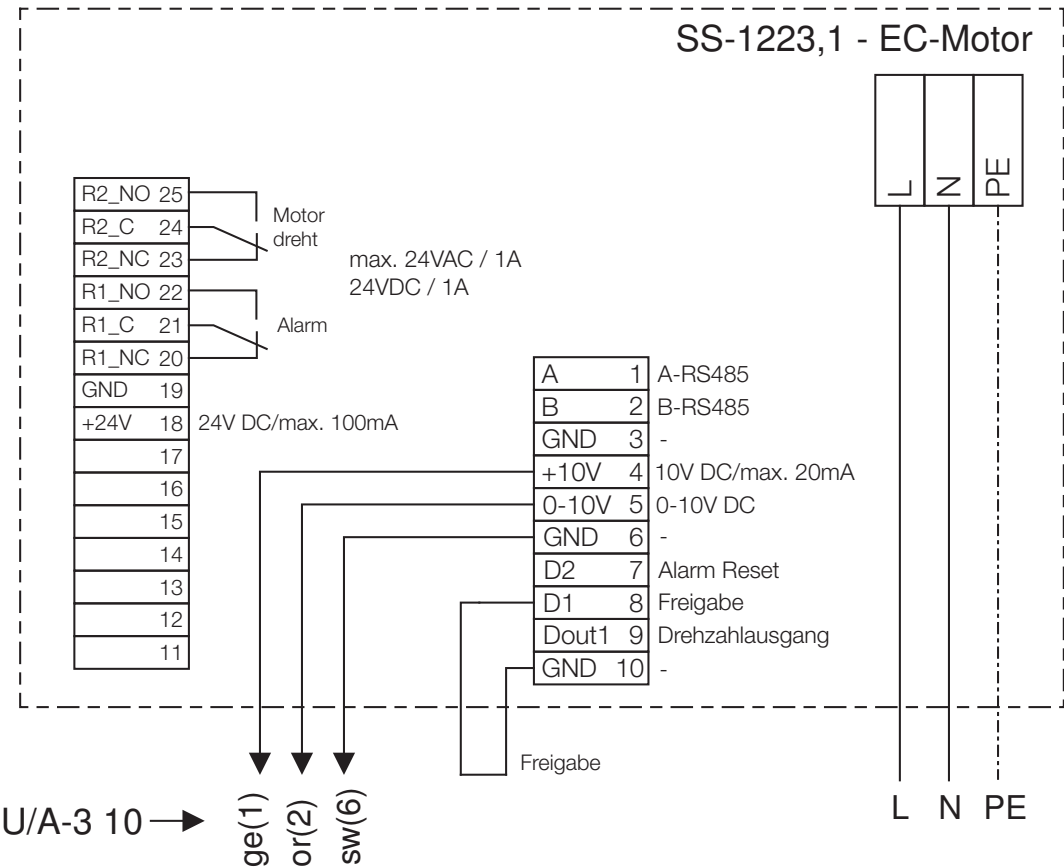 SS-1223,1 - EC-Motor
L
N
PE
R2_NO 25
R2_C 24
R2_NC 23
R1_NO 22
R1_C 21
R1_NC 20
GND 19
+24V 18 24V DC/max. 100mA
17
16
15
14
13
12
11
Motor
dreht
max. 24VAC / 1A
24VDC / 1A
Alarm
A 1 A-RS485
B 2 B-RS485
GND 3 -
+10V 4 10V DC/max. 20mA
0-10V 5 0-10V DC
GND 6 -
D2 7 Alarm Reset
D1 8 Freigabe
Dout1 9 Drehzahlausgang
GND 10 -
Freigabe
U/A-3 10
ge(1)
or(2)
sw(6)
L N PE